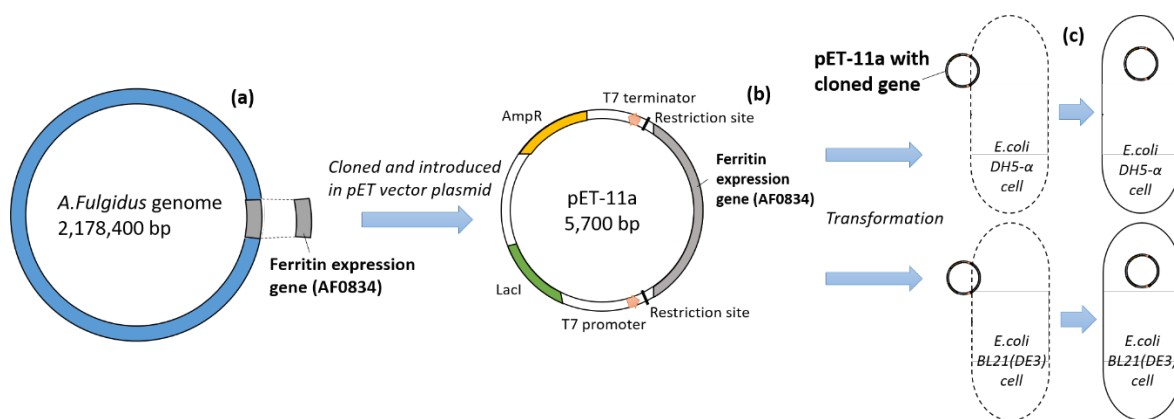 (a)
A.Fulgidus genome
2,178,400 bp
Ferritin expression
gene (AF0834)
Cloned and introduced
in pET vector plasmid
(b)
T7 terminator
AmpR
Restriction site
pET-11a
5,700 bp
Ferritin
expression
gene (AF0834)
LacI
T7 promoter
Restriction site
Transformation
(c)
pET-11a with
cloned gene
E.coli
DH5-α
cell
E.coli
DH5-α
cell
E.coli
BL21(DE3)
cell
E.coli
BL21(DE3)
cell